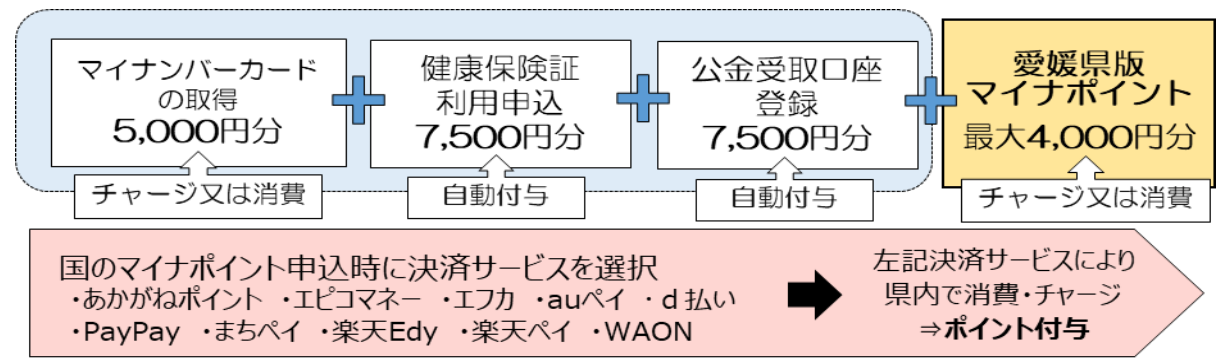 マイナンバーカード
の取得
5,000円分
チャージ又は消費
健康保険証
利用申込
7,500円分
自動付与
公金受取口座
登録
7,500円分
自動付与
愛媛県版
マイナポイント
最大4,000円分
チャージ又は消費
国のマイナポイント申込時に決済サービスを選択
・あかがねポイント ・エピコマネー ・エフカ ・auペイ ・d払い
・PayPay ・まちペイ ・楽天Edy ・楽天ペイ ・WAON
左記決済サービスにより
県内で消費・チャージ
⇒ポイント付与